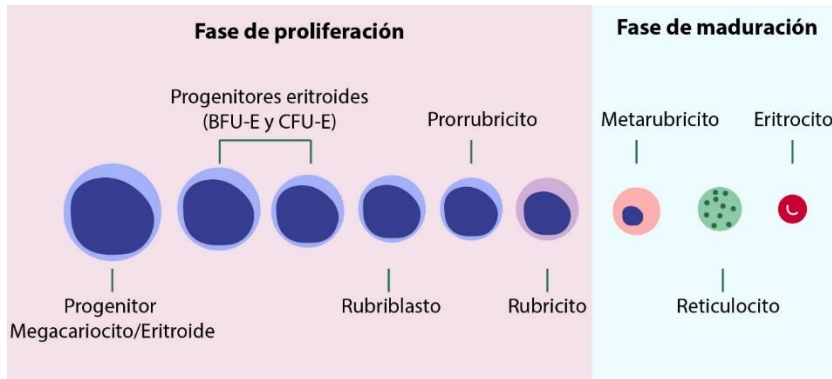 Fase de proliferación
Fase de maduración
Progenitores eritroides
(BFU-E y CFU-E)
Prorrubricito
Metarubricito
Eritrocito
Progenitor
Megacariocito/Eritroide
Rubriblasto
Rubricito
Reticulocito